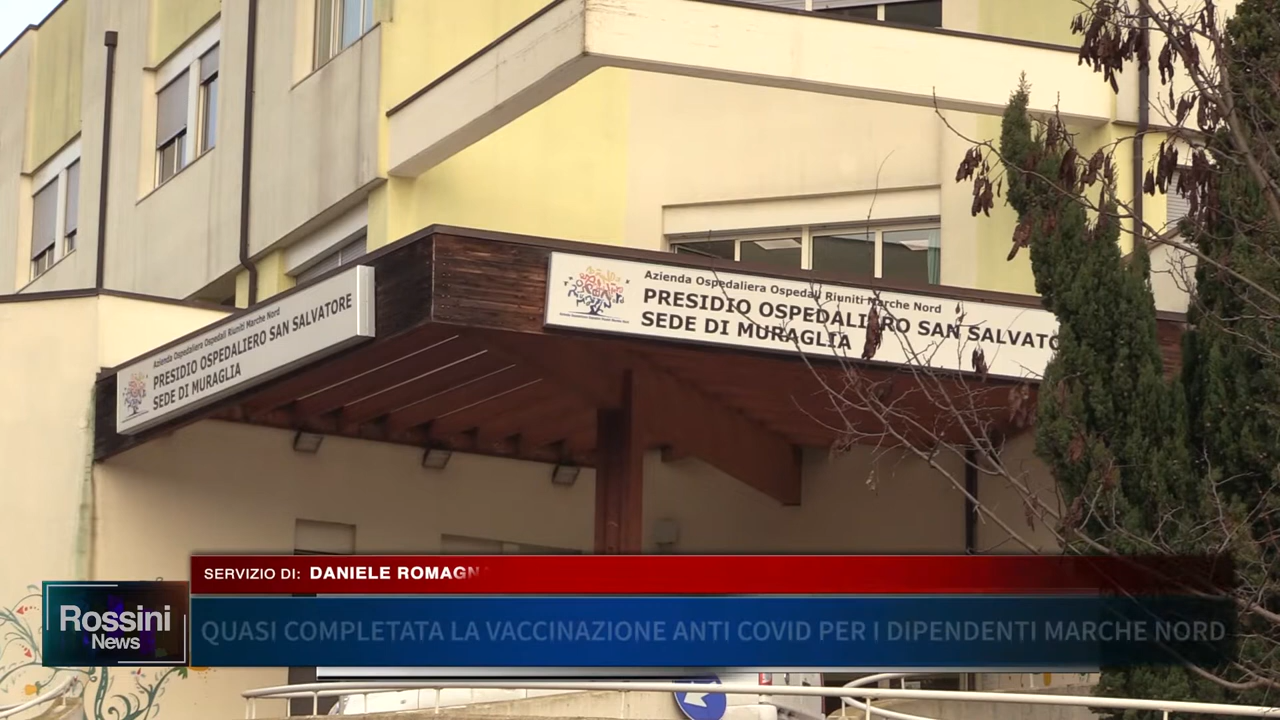 Azienda Ospedaliera Ospedali Riuniti Marche Nord
PRESIDIO OSPEDALIERO SAN SALVATORE
SEDE DI MURAGLIA
Azienda Ospedaliera Ospedali Riuniti Marche Nord
PRESIDIO OSPEDALIERO SAN SALVATO
SEDE DI MURAGLIA
SERVIZIO DI: DANIELE ROMAGN
Rossini
News
QUASI COMPLETATA LA VACCINAZIONE ANTI COVID PER I DIPENDENTI MARCHE NORD